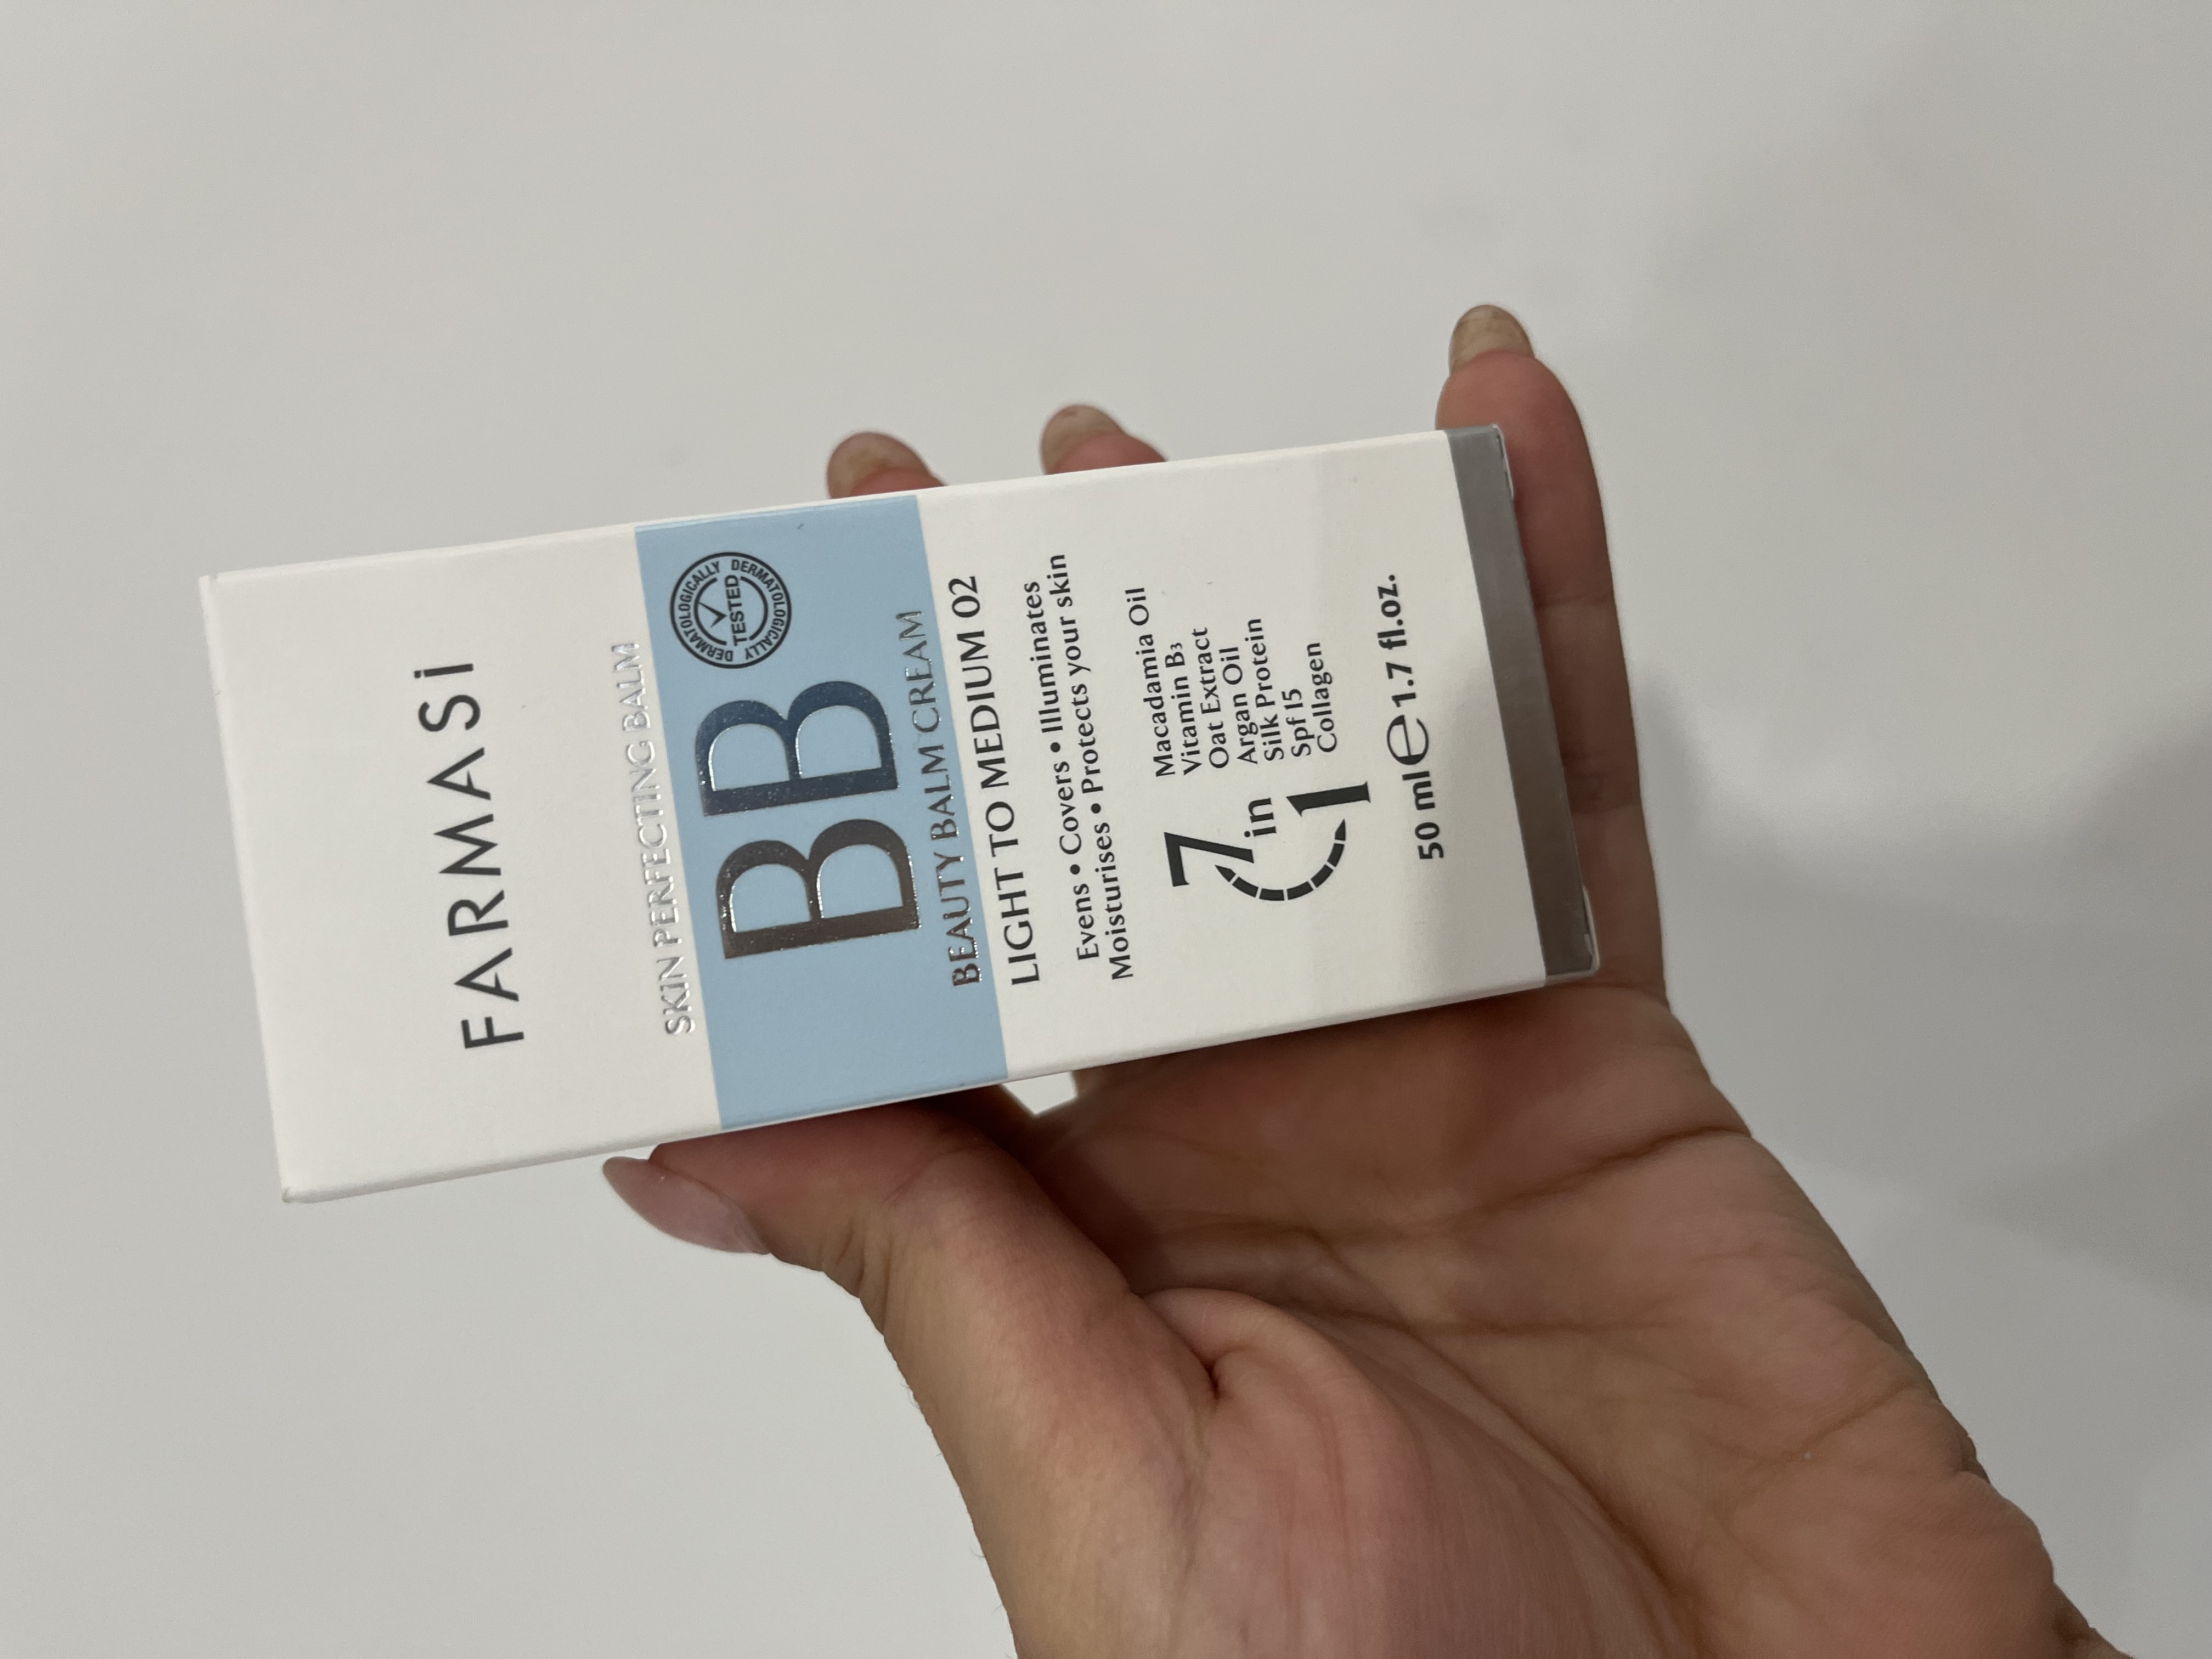 FARMASİ
SKIN PERFECTING BALM
BB
DERMATOLOGICALLY DERMATOLOGICALLY
TESTED
BEAUTY BALM CREAM
LIGHT TO MEDIUM 02
Evens • Covers • Illuminates
Moisturises • Protects your skin
7 in 1
Macadamia Oil
Vitamin B₃
Oat Extract
Argan Oil
Silk Protein
Spf 15
Collagen
50 ml ℮ 1.7 fl.oz.